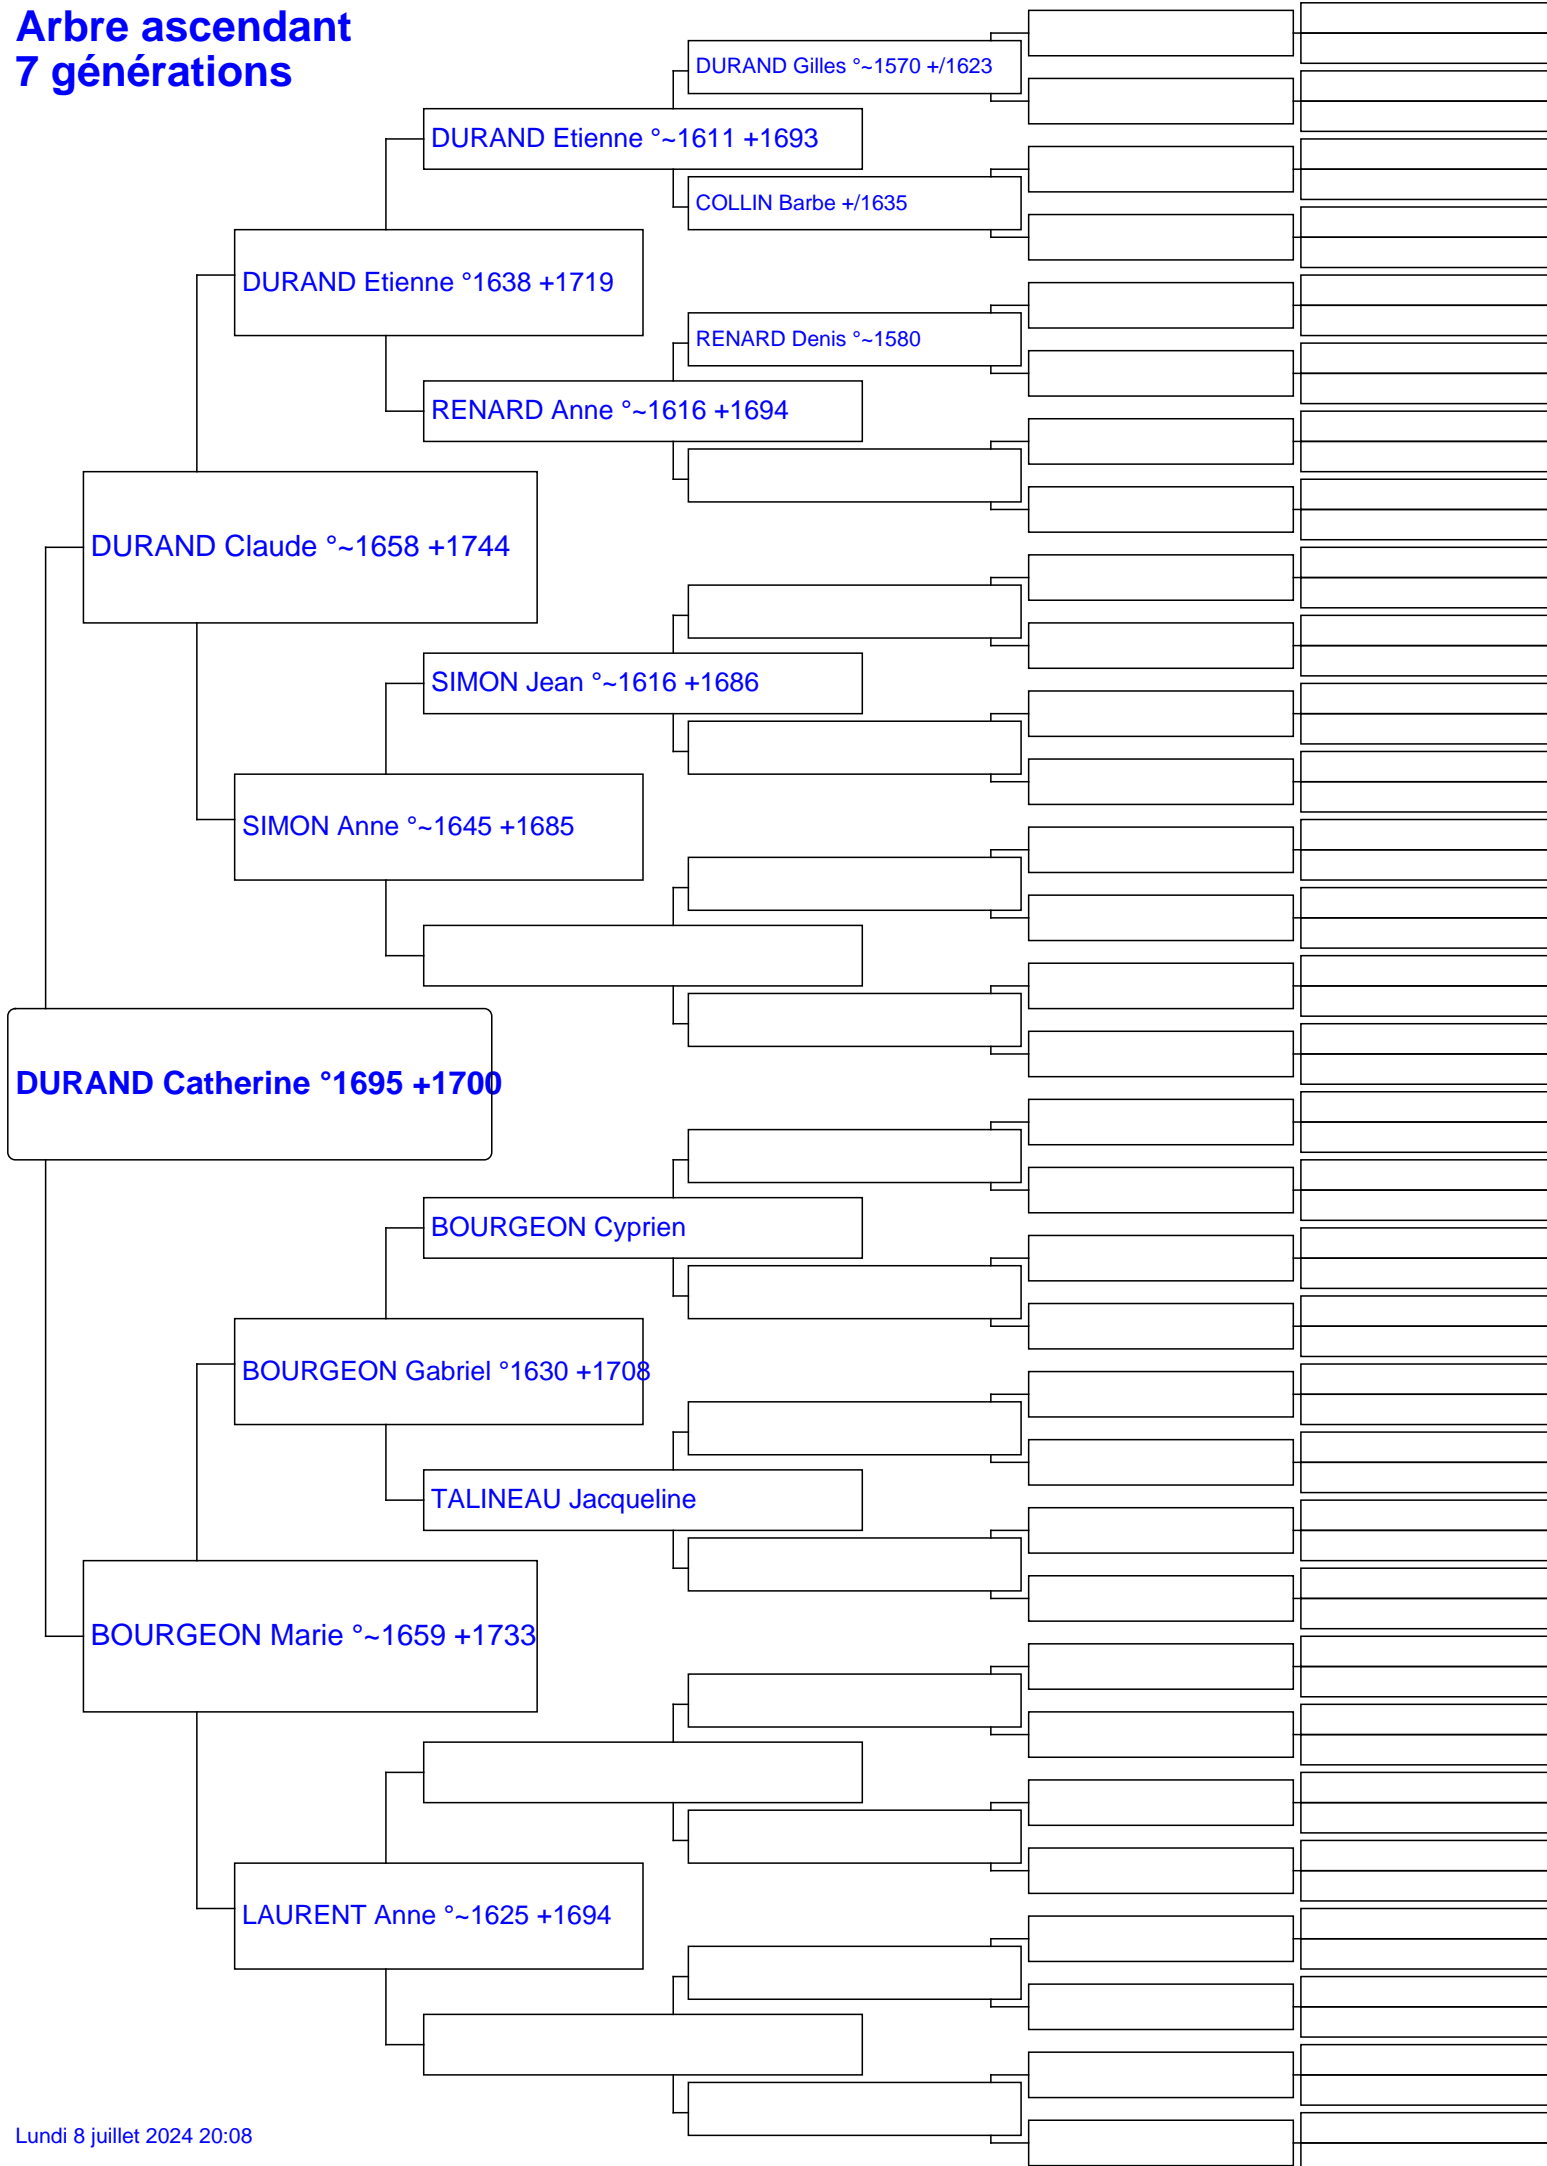 Arbre ascendant
7 générations
DURAND Gilles °~1570 +/1623
DURAND Etienne °~1611 +1693
COLLIN Barbe +/1635
DURAND Etienne °1638 +1719
RENARD Denis °~1580
RENARD Anne °~1616 +1694
DURAND Claude °~1658 +1744
SIMON Jean °~1616 +1686
SIMON Anne °~1645 +1685
DURAND Catherine °1695 +1700
BOURGEON Cyprien
BOURGEON Gabriel °1630 +1708
TALINEAU Jacqueline
BOURGEON Marie °~1659 +1733
LAURENT Anne °~1625 +1694
Lundi 8 juillet 2024 20:08